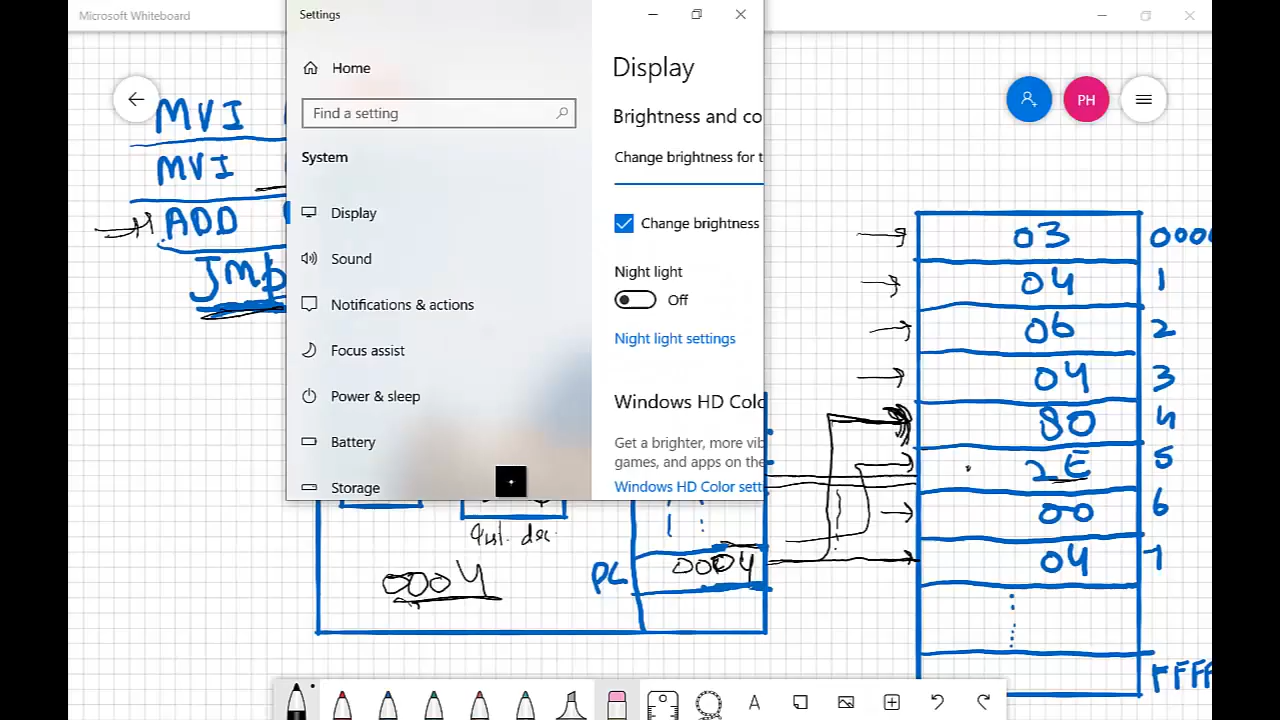 Microsoft Whiteboard
MVI
MVI
ADD
JMP
Settings
Home
Find a setting
System
Display
Sound
Notifications & actions
Focus assist
Power & sleep
Battery
Storage
Display
Brightness and co
Change brightness for t
Change brightness
Night light
Off
Night light settings
Windows HD Colo
Get a brighter, more vib
games, and apps on the
Windows HD Color sett
PH
03 0000
04 1
06 2
04 3
80 4
2E 5
00 6
04 7
FFFF
dec
0004
PC 0004
A